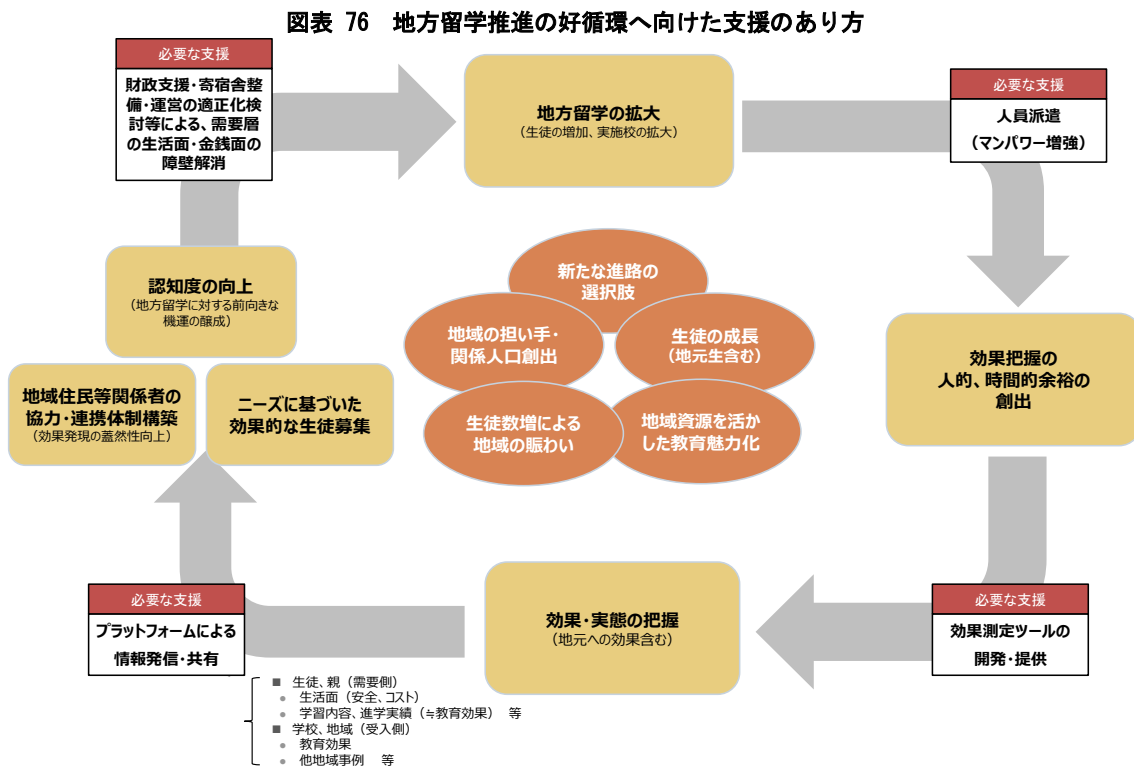 図表 76 地方留学推進の好循環へ向けた支援のあり方
必要な支援
財政支援・寄宿舎整
備・運営の適正化検
討等による、需要層
の生活面・金銭面の
障壁解消
地方留学の拡大
（生徒の増加、実施校の拡大）
必要な支援
人員派遣
（マンパワー増強）
認知度の向上
（地方留学に対する前向きな
機運の醸成）
地域住民等関係者の
協力・連携体制構築
（効果発現の蓋然性向上）
ニーズに基づいた
効果的な生徒募集
新たな進路の
選択肢
地域の担い手・
関係人口創出
生徒の成長
（地元生含む）
生徒数増による
地域の賑わい
地域資源を活か
した教育魅力化
効果把握の
人的、時間的余裕の
創出
必要な支援
プラットフォームによる
情報発信・共有
効果・実態の把握
（地元への効果含む）
必要な支援
効果測定ツールの
開発・提供
■ 生徒、親（需要側）
● 生活面（安全、コスト）
● 学習内容、進学実績（≒教育効果） 等
■ 学校、地域（受入側）
● 教育効果
● 他地域事例 等